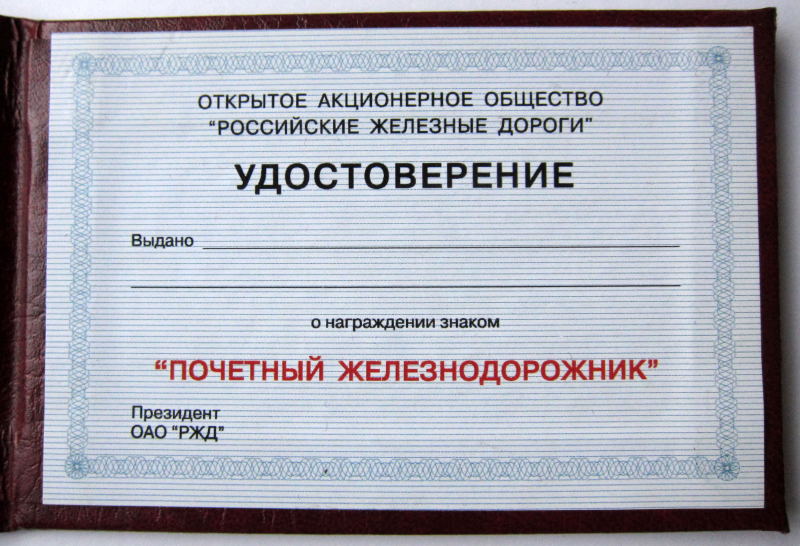 ОТКРЫТОЕ АКЦИОНЕРНОЕ ОБЩЕСТВО
"РОССИЙСКИЕ ЖЕЛЕЗНЫЕ ДОРОГИ"
УДОСТОВЕРЕНИЕ
Выдано
о награждении знаком
“ПОЧЕТНЫЙ ЖЕЛЕЗНОДОРОЖНИК”
Президент
ОАО “РЖД”